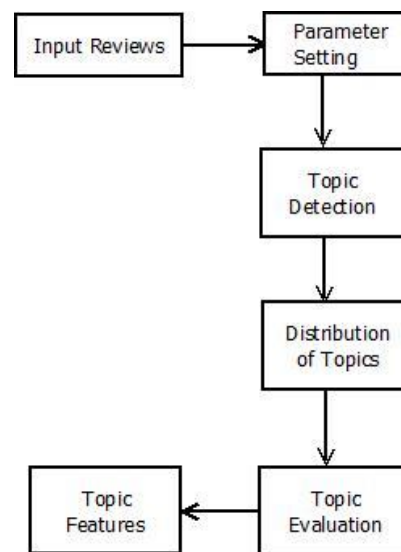 Input Reviews
Parameter
Setting
Topic
Detection
Distribution
of Topics
Topic
Evaluation
Topic
Features